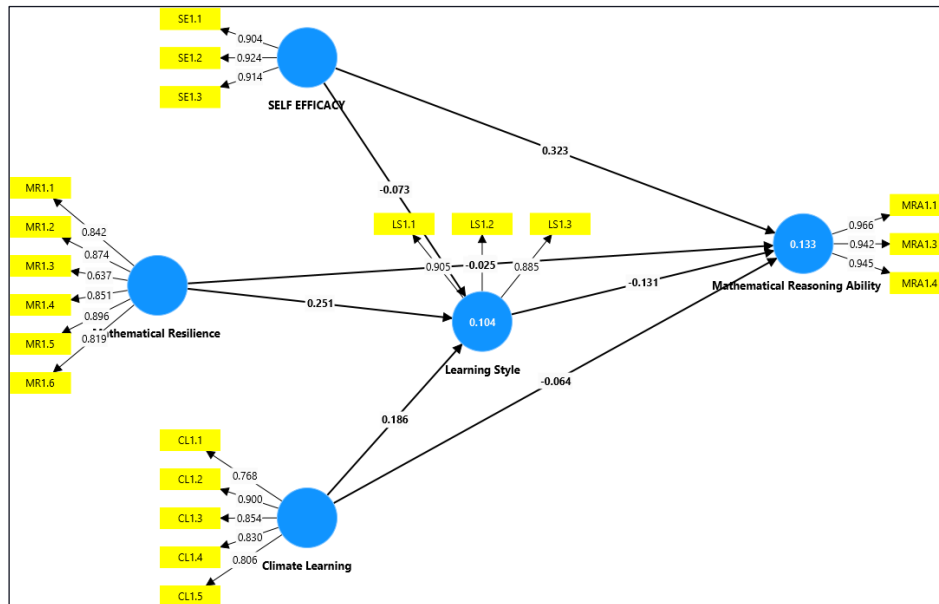 SE1.1
0.904
SE1.2
0.924
0.914
SE1.3
SELF EFFICACY
0.323
-0.073
MR1.1
MR1.2
MR1.3
MR1.4
MR1.5
MR1.6
0.842
0.874
0.637
0.851
0.896
0.819
Mathematical Resilience
LS1.1
LS1.2
LS1.3
0.905
-0.025
0.885
0.251
-0.131
0.104
Learning Style
MRA1.1
0.966
0.133
0.942
MRA1.3
0.945
Mathematical Reasoning Ability
MRA1.4
-0.064
0.186
CL1.1
0.768
CL1.2
0.900
CL1.3
0.854
0.830
CL1.4
0.806
Climate Learning
CL1.5